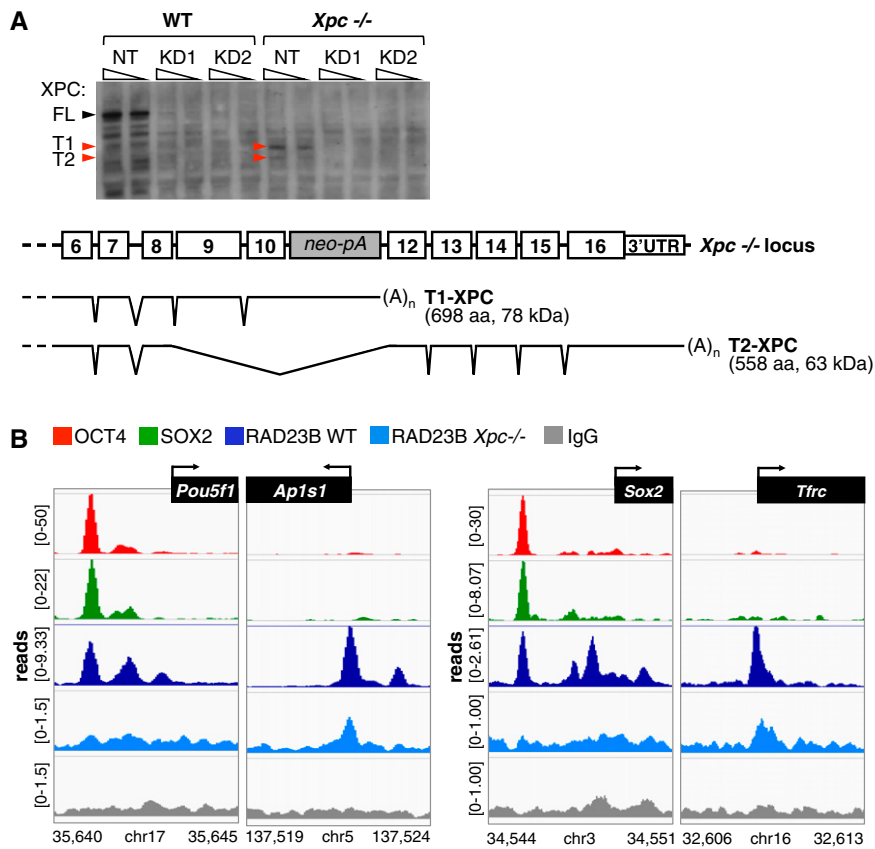 A
WT Xpc -/-
NT KD1 KD2 NT KD1 KD2
XPC:
FL
T1
T2
6 7 8 9 10 neo-pA 12 13 14 15 16 3'UTR Xpc -/- locus
(A)n T1-XPC
(698 aa, 78 kDa)
(A)n T2-XPC
(558 aa, 63 kDa)
B
OCT4 SOX2 RAD23B WT RAD23B Xpc-/- IgG
Pou5f1 Ap1s1 Sox2 Tfrc
[0-50] [0-30]
[0-22] [0-8.07]
reads [0-9.33] reads [0-2.61]
[0-1.5] [0-1.00]
[0-1.5] [0-1.00]
35,640 chr17 35,645 137,519 chr5 137,524 34,544 chr3 34,551 32,606 chr16 32,613